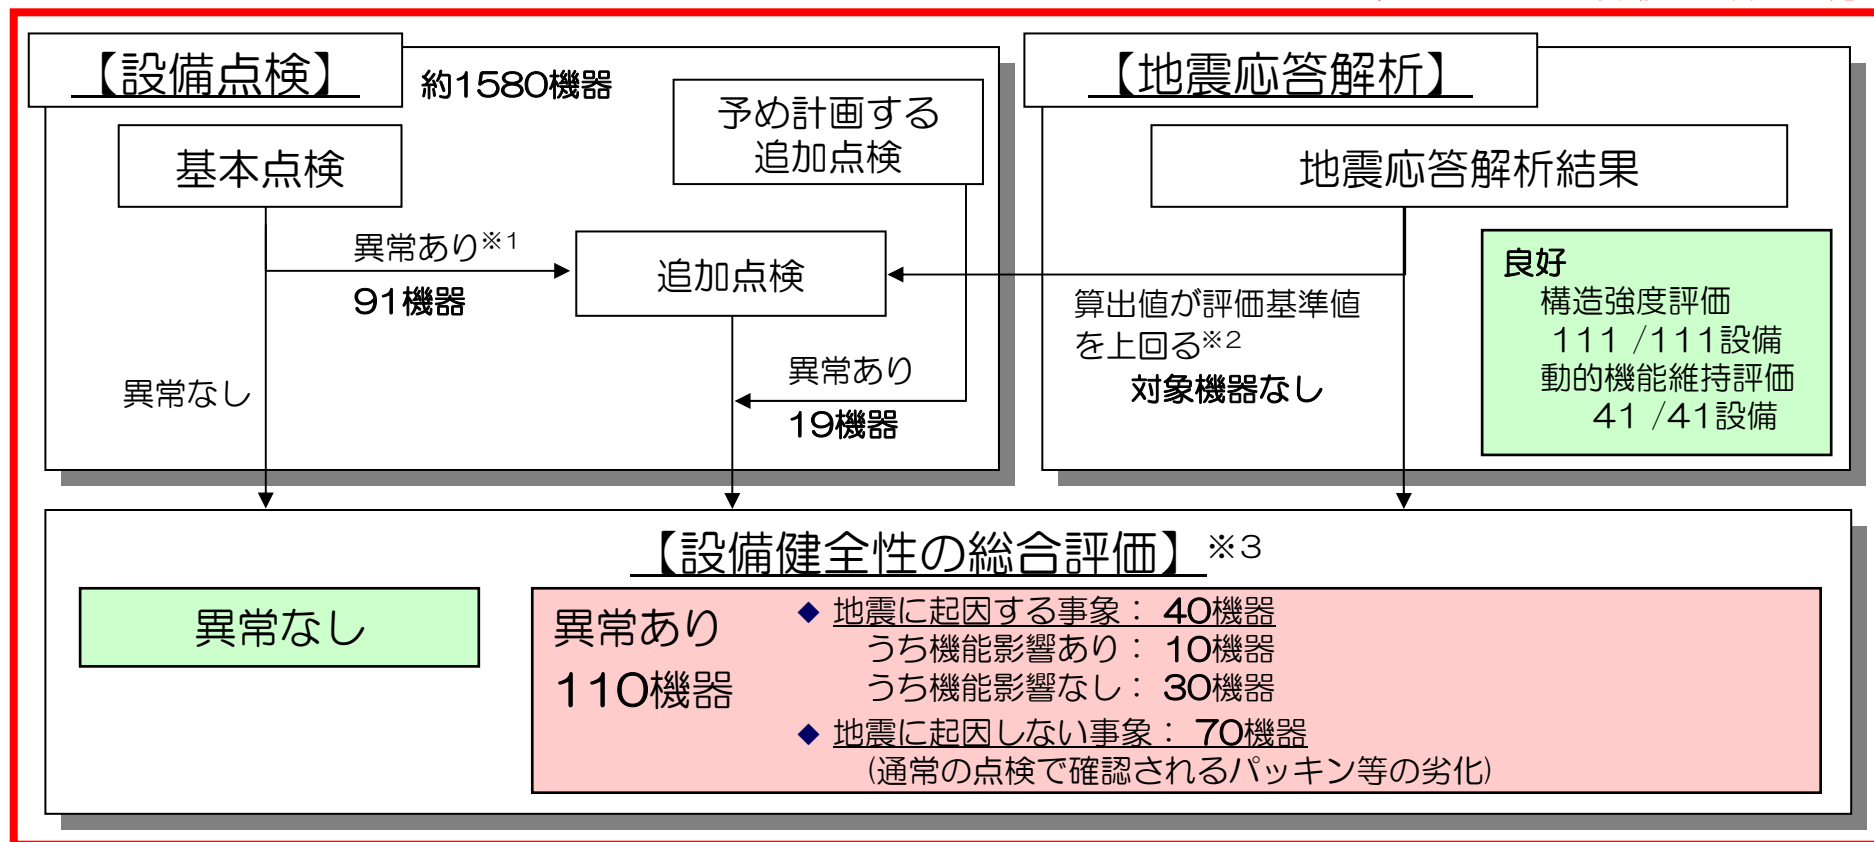 【設備点検】
約1580機器
予め計画する
追加点検
基本点検
異常あり※1
91機器
追加点検
異常なし
異常あり
19機器
【地震応答解析】
地震応答解析結果
算出値が評価基準値
を上回る※2
対象機器なし
良好
構造強度評価
111 /111設備
動的機能維持評価
41 /41設備
【設備健全性の総合評価】※3
異常なし
異常あり
110機器
◆ 地震に起因する事象： 40機器
うち機能影響あり： 10機器
うち機能影響なし： 30機器
◆ 地震に起因しない事象： 70機器
(通常の点検で確認されるパッキン等の劣化)